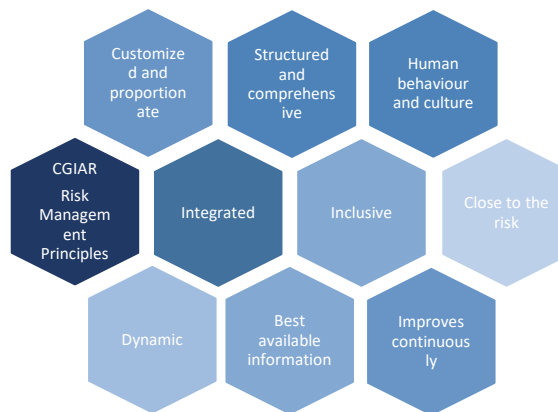 Customize
d and
proportion
ate
Structured
and
comprehens
ive
Human
behaviour
and culture
CGIAR
Risk
Managem
ent
Principles
Integrated
Inclusive
Close to the
risk
Dynamic
Best
available
information
Improves
continuous
ly